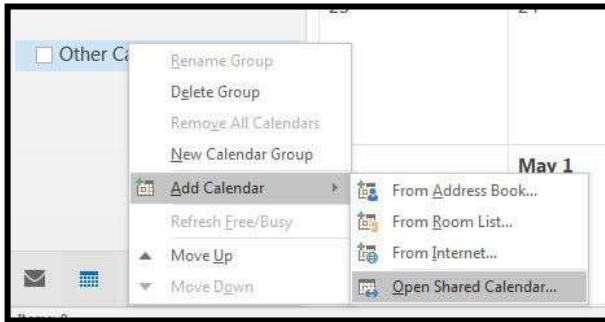 Other Ca
Rename Group
Delete Group
Remove All Calendars
New Calendar Group
May 1
Add Calendar
From Address Book...
Refresh Free/Busy
From Room List...
Move Up
From Internet...
Move Down
Open Shared Calendar...